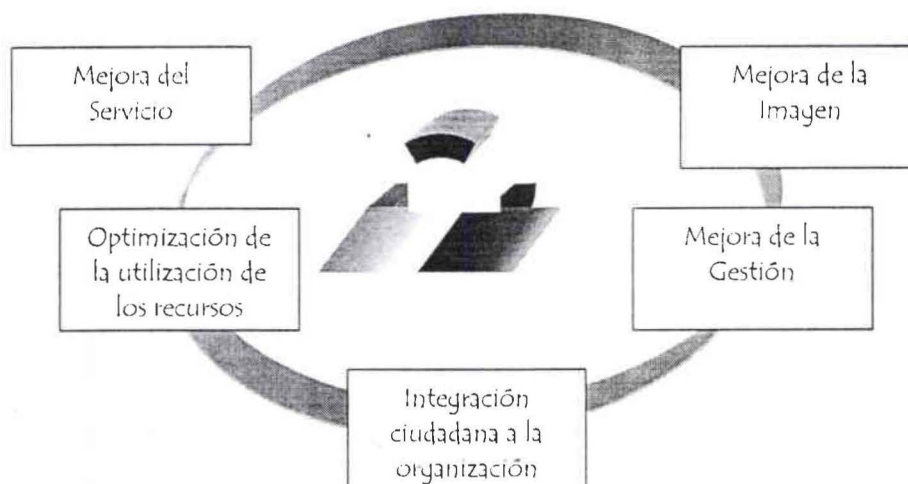 Mejora del
Servicio
Mejora de la
Imagen
Optimización de
la utilización de
los recursos
Mejora de la
Gestión
Integración
ciudadana a la
organización